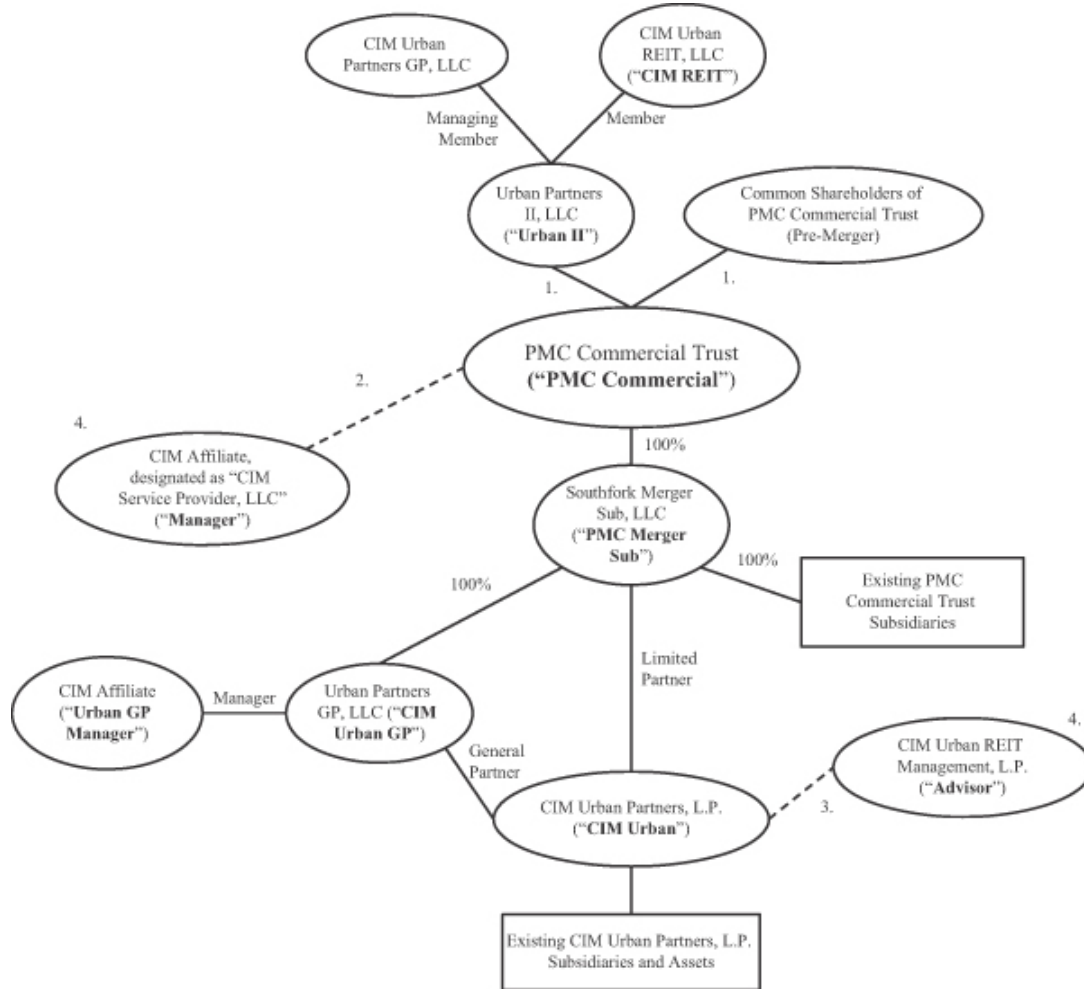 CIM Urban
Partners GP, LLC
CIM Urban
REIT, LLC
(“CIM REIT”)
Managing
Member
Member
Urban Partners
II, LLC
(“Urban II”)
Common Shareholders of
PMC Commercial Trust
(Pre-Merger)
1.
1.
PMC Commercial Trust
(“PMC Commercial”)
2.
4.
CIM Affiliate,
designated as “CIM
Service Provider, LLC”
(“Manager”)
100%
Southfork Merger
Sub, LLC
(“PMC Merger
Sub”)
100%
100%
Existing PMC
Commercial Trust
Subsidiaries
Limited
Partner
CIM Affiliate
(“Urban GP
Manager”)
Manager
Urban Partners
GP, LLC (“CIM
Urban GP”)
General
Partner
4.
CIM Urban REIT
Management, L.P.
(“Advisor”)
3.
CIM Urban Partners, L.P.
(“CIM Urban”)
Existing CIM Urban Partners, L.P.
Subsidiaries and Assets